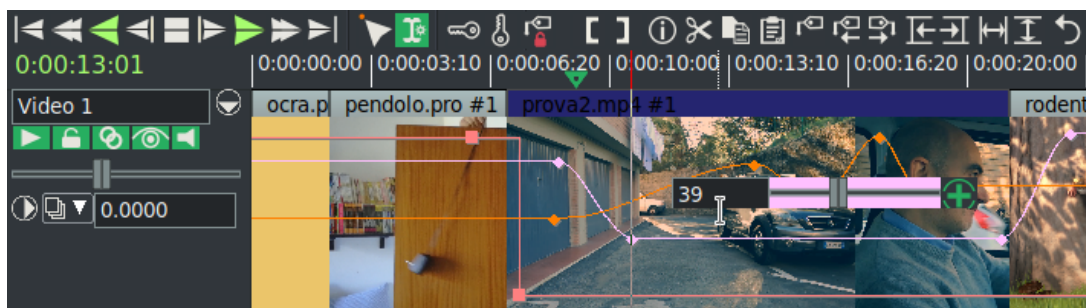 0:00:13:01
0:00:00:00 0:00:03:10 0:00:06:20 0:00:10:00 0:00:13:10 0:00:16:20 0:00:20:00
Video 1
ocra.p pendolo.pro #1 prova2.mp4 #1 rodent
39
0.0000